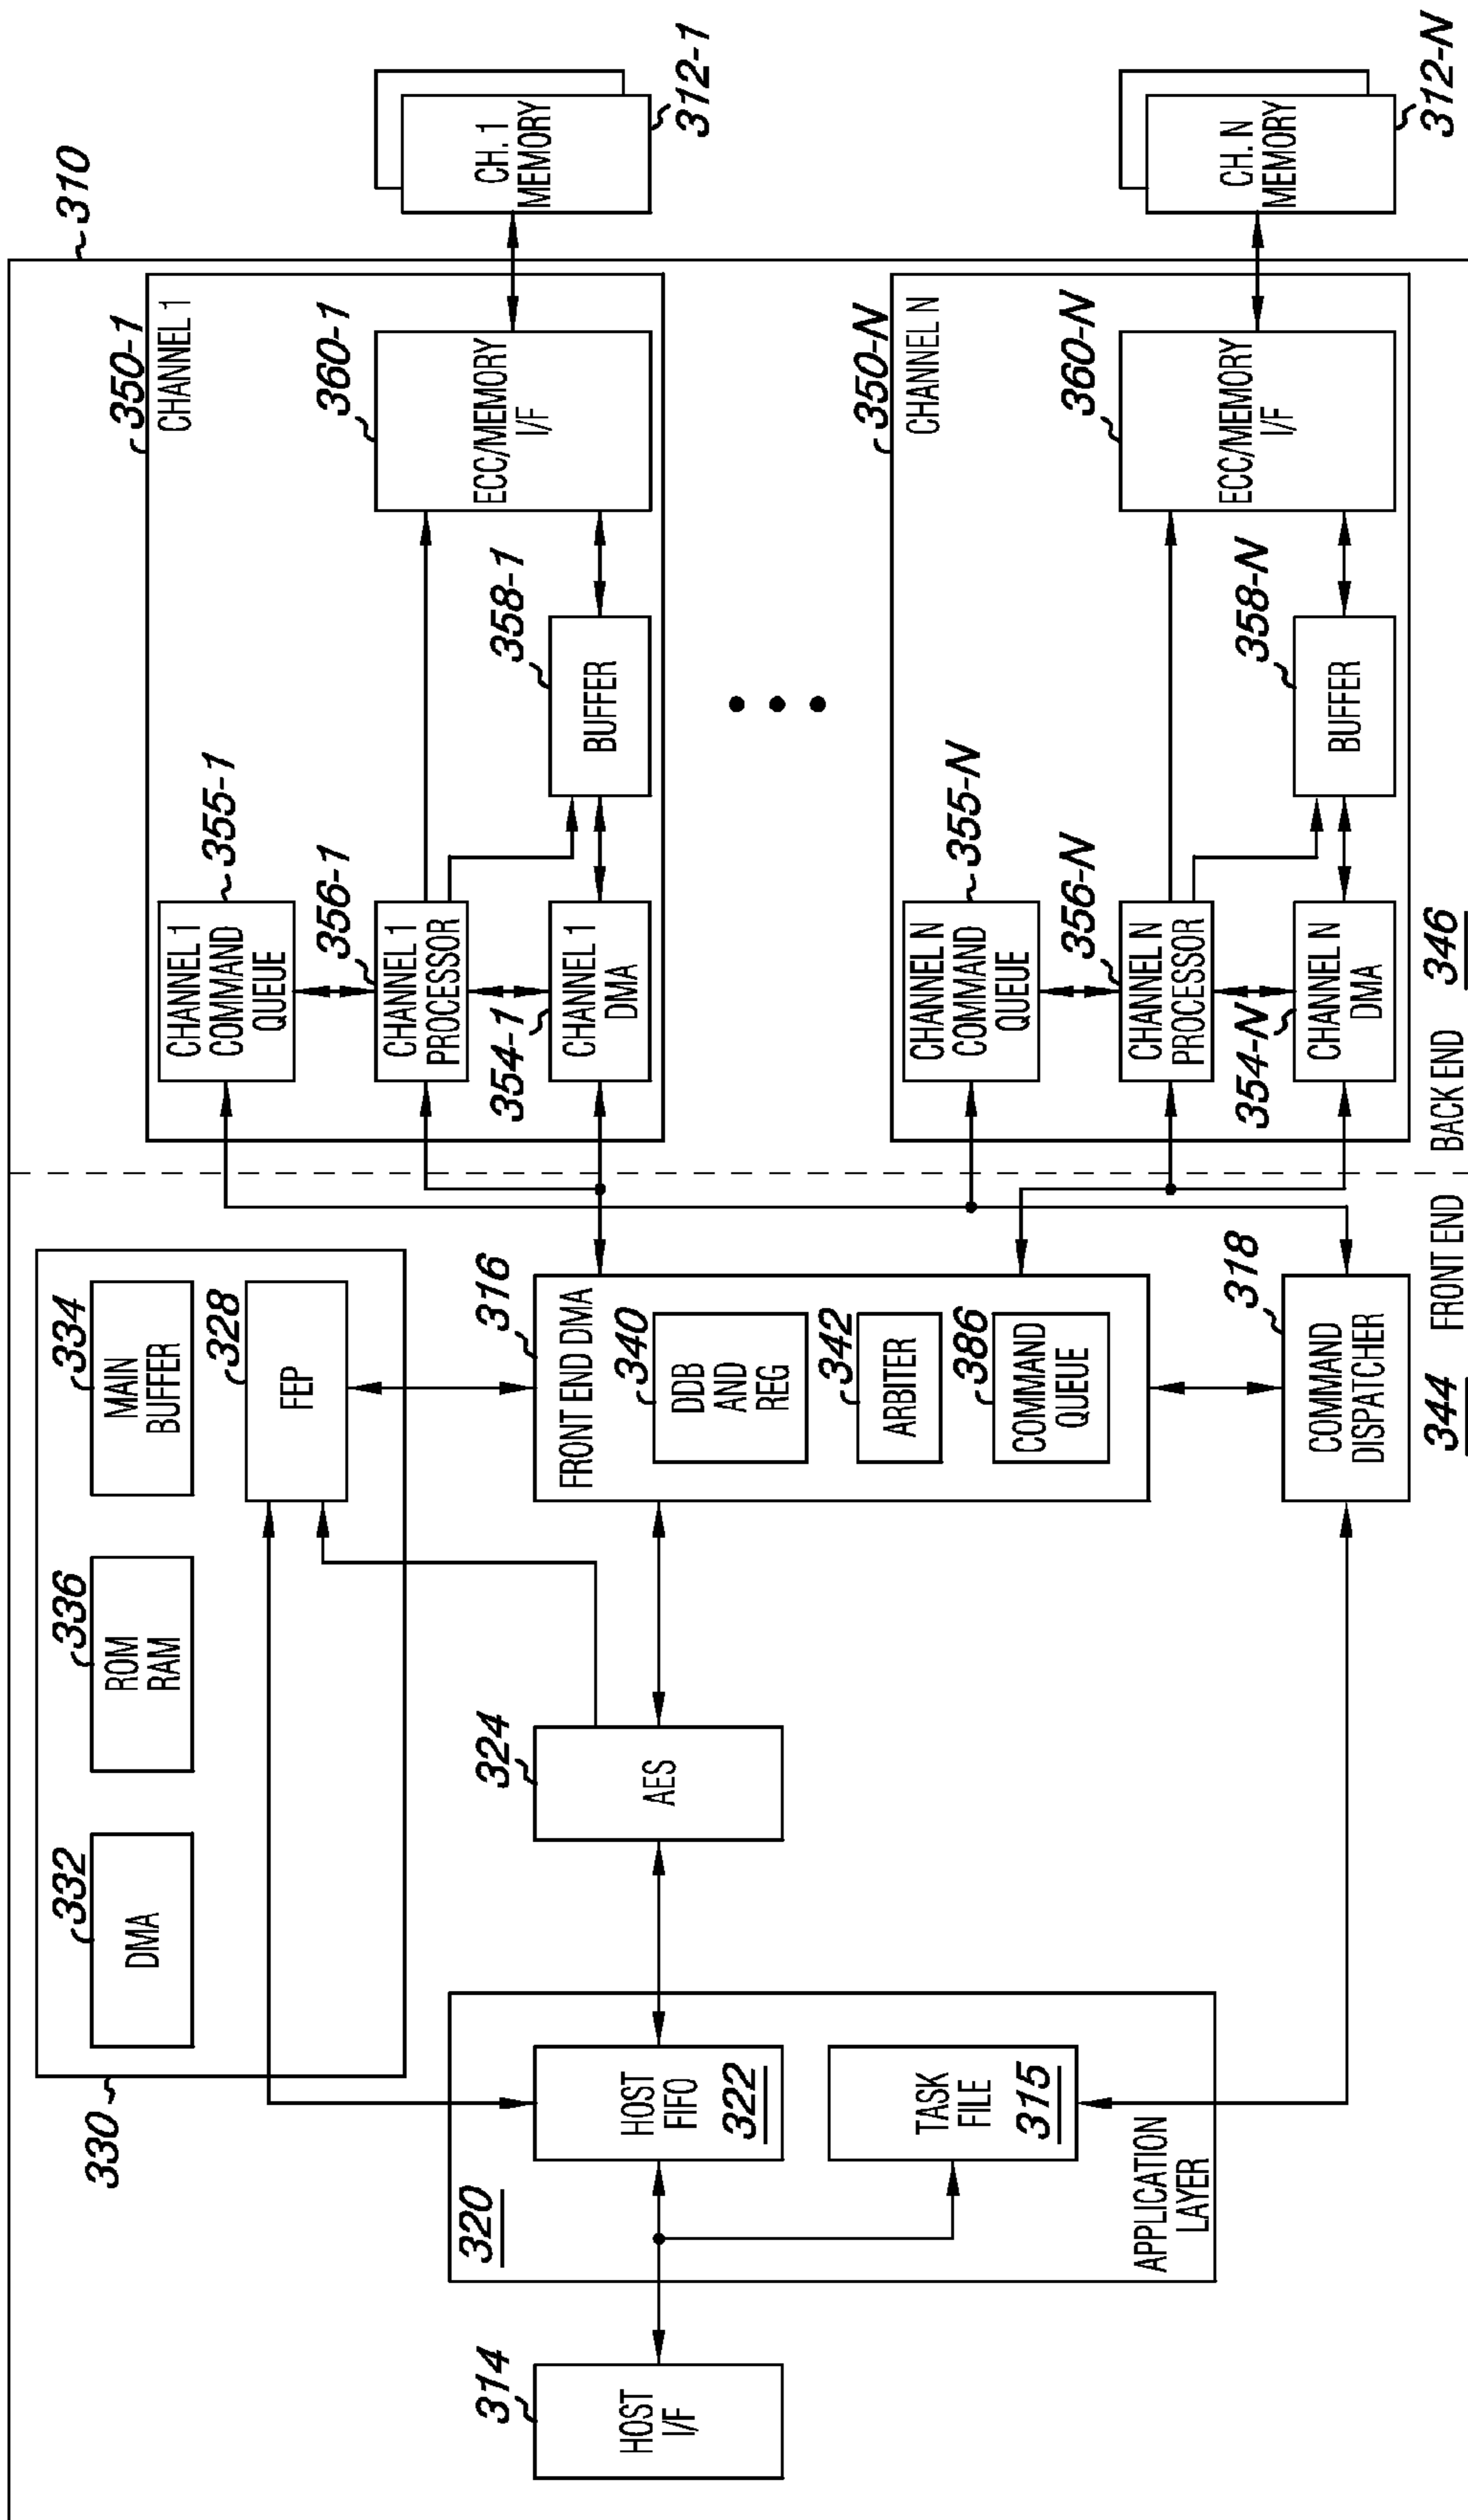 310
330
332
DMA
336
ROM
RAM
334
MAIN
BUFFER
328
FEP
314
HOST
I/F
320
HOST
FIFO
322
TASK
FILE
315
APPLICATION
LAYER
324
AES
316
FRONT END DMA
340
DDB
AND
REG
342
ARBITER
386
COMMAND
QUEUE
318
COMMAND
DISPATCHER
344
FRONT END
BACK END
346
350-1
CHANNEL 1
355-1
CHANNEL 1
COMMAND
QUEUE
356-1
CHANNEL 1
PROCESSOR
354-1
CHANNEL 1
DMA
358-1
BUFFER
360-1
ECC/MEMORY
I/F
CH. 1
MEMORY
312-1
350-N
CHANNEL N
355-N
CHANNEL N
COMMAND
QUEUE
356-N
CHANNEL N
PROCESSOR
354-N
CHANNEL N
DMA
358-N
BUFFER
360-N
ECC/MEMORY
I/F
CH. N
MEMORY
312-N